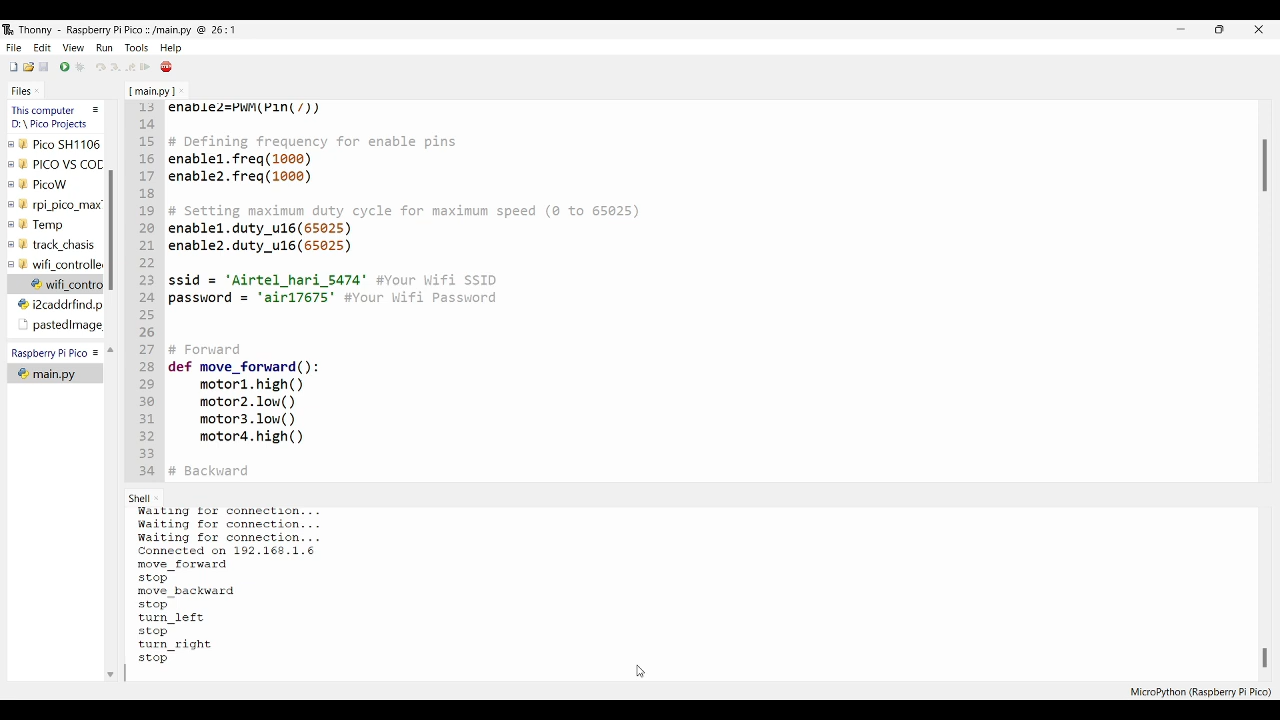 Thonny - Raspberry Pi Pico :: /main.py @ 26 : 1
File Edit View Run Tools Help
Files
This computer
D: \ Pico Projects
Pico SH1106
PICO VS COD
PicoW
rpi_pico_max
Temp
track_chasis
wifi_controlle
wifi_contro
i2caddrfind.p
pastedImage_
Raspberry Pi Pico
main.py
[ main.py ]
13 enable2=PWM(Pin(7))
14
15 # Defining frequency for enable pins
16 enable1.freq(1000)
17 enable2.freq(1000)
18
19 # Setting maximum duty cycle for maximum speed (0 to 65025)
20 enable1.duty_u16(65025)
21 enable2.duty_u16(65025)
22
23 ssid = 'Airtel_hari_5474' #Your Wifi SSID
24 password = 'air17675' #Your Wifi Password
25
26
27 # Forward
28 def move_forward():
29 motor1.high()
30 motor2.low()
31 motor3.low()
32 motor4.high()
33
34 # Backward
Shell
Waiting for connection...
Waiting for connection...
Waiting for connection...
Connected on 192.168.1.6
move_forward
stop
move_backward
stop
turn_left
stop
turn_right
stop
MicroPython (Raspberry Pi Pico)